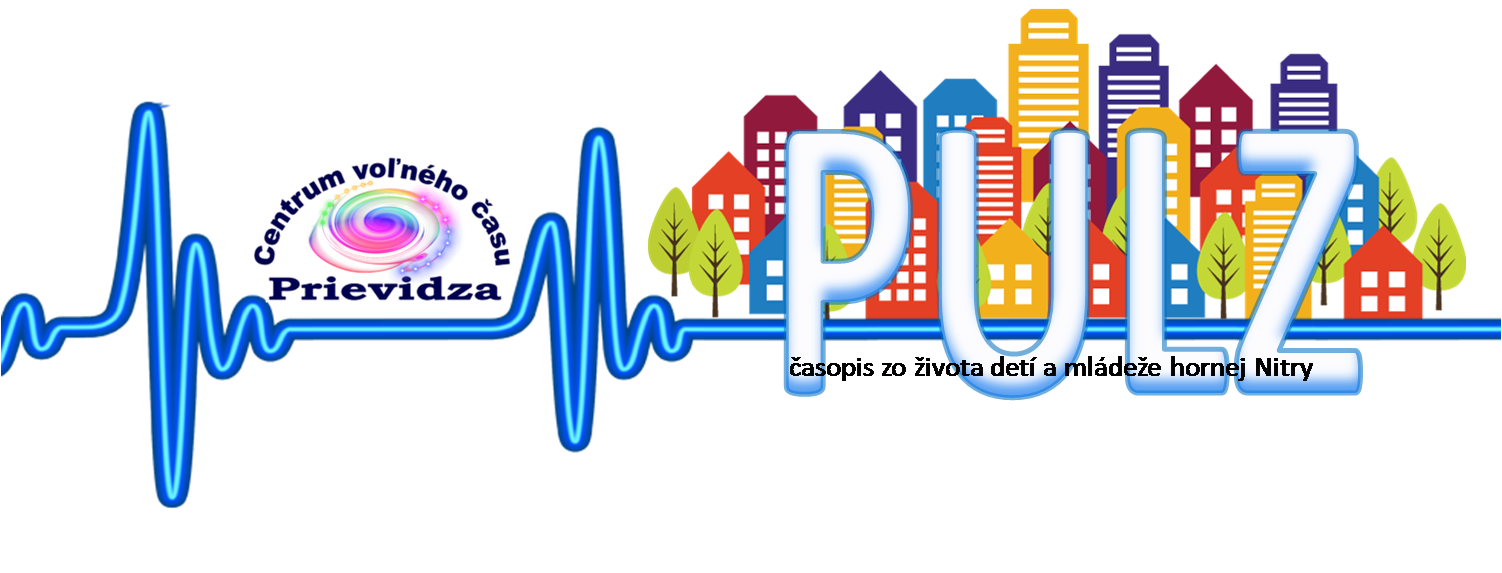 Centrum voľného času
Prievidza
PULZ
časopis zo života detí a mládeže hornej Nitry